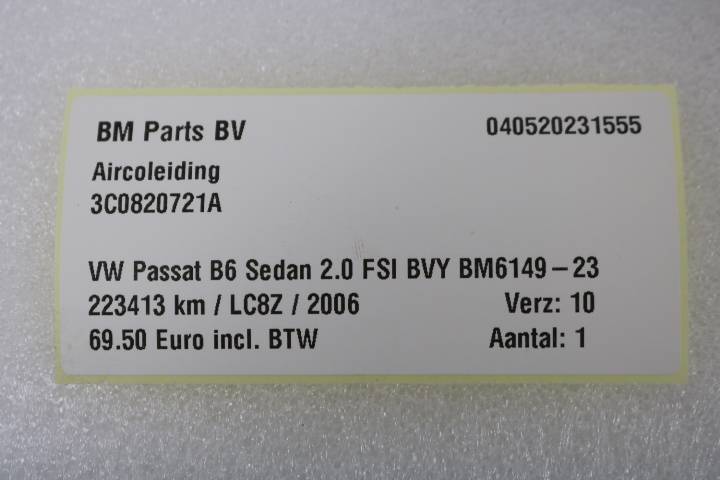 BM Parts BV 040520231555
Aircoleiding
3C0820721A
VW Passat B6 Sedan 2.0 FSI BVY BM6149-23
223413 km / LC8Z / 2006 Verz: 10
69.50 Euro incl. BTW Aantal: 1